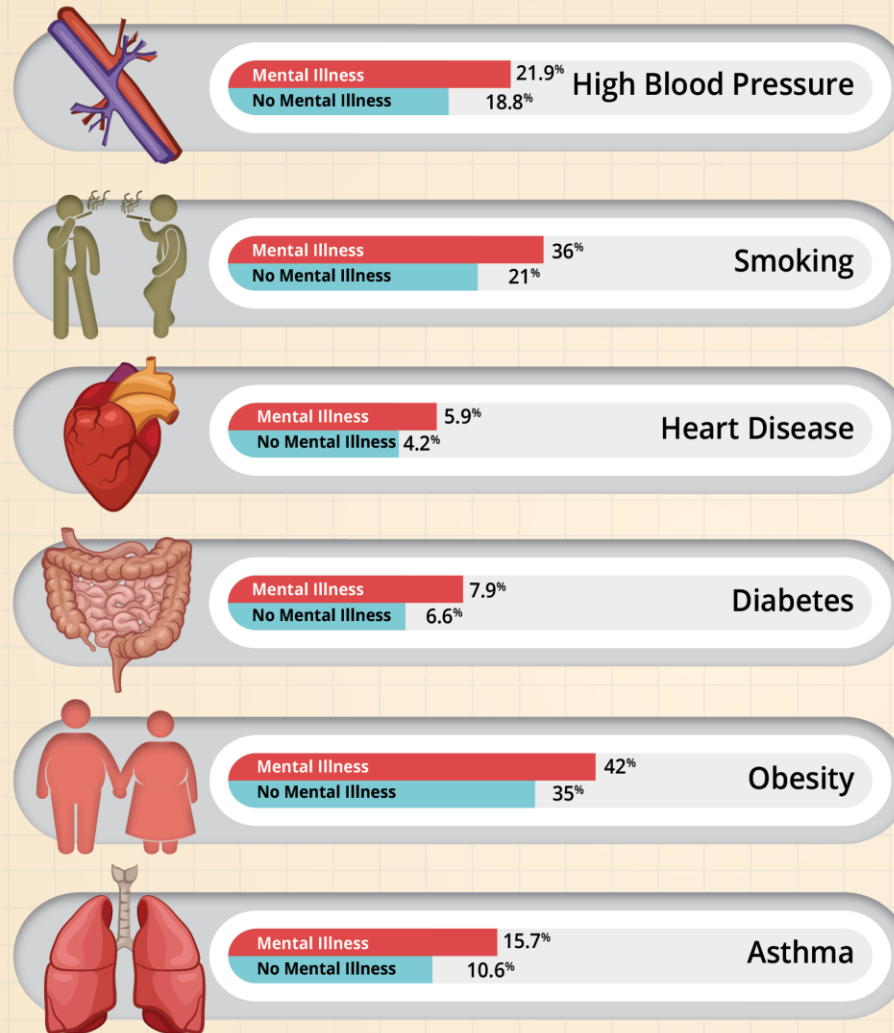 Mental Illness 21.9%
No Mental Illness 18.8%
High Blood Pressure
Mental Illness 36%
No Mental Illness 21%
Smoking
Mental Illness 5.9%
No Mental Illness 4.2%
Heart Disease
Mental Illness 7.9%
No Mental Illness 6.6%
Diabetes
Mental Illness 42%
No Mental Illness 35%
Obesity
Mental Illness 15.7%
No Mental Illness 10.6%
Asthma